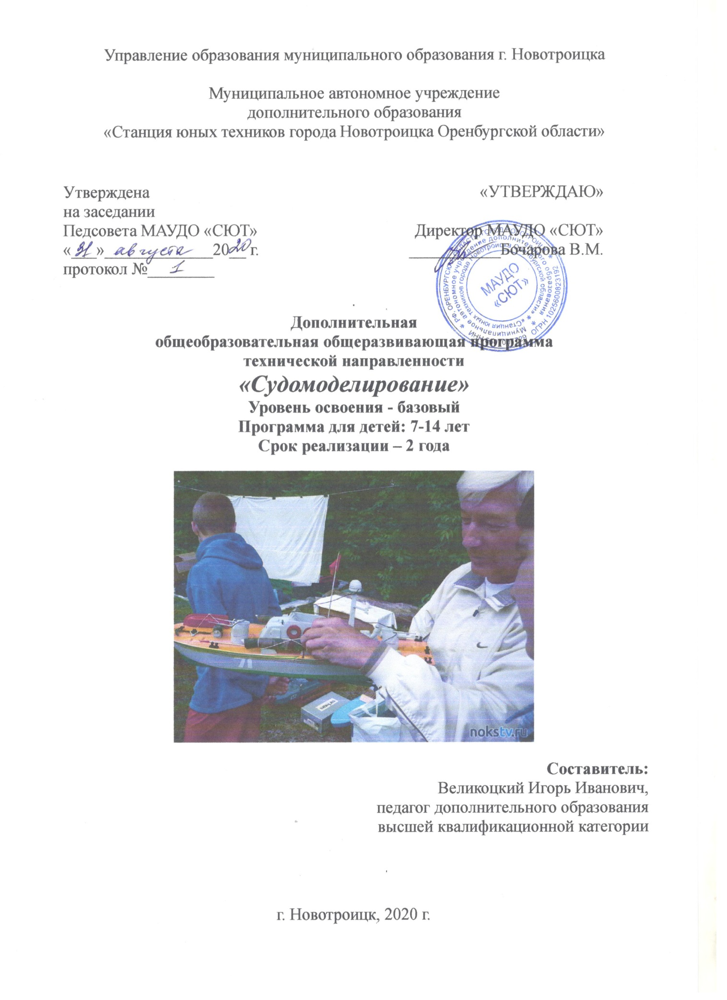 Управление образования муниципального образования г. Новотроицка
Муниципальное автономное учреждение
дополнительного образования
«Станция юных техников города Новотроицка Оренбургской области»
Утверждена
на заседании
Педсовета МАУДО «СЮТ»
«31» августа 2020 г.
протокол № 1
«УТВЕРЖДАЮ»
Директор МАУДО «СЮТ»
Бочарова В.М.
МАУДО
«СЮТ»
Муниципальное автономное учреждение дополнительного образования
«Станция юных техников города Новотроицка Оренбургской области»
ОГРН 1025600823192
Дополнительная
общеобразовательная общеразвивающая программа
технической направленности
«Судомоделирование»
Уровень освоения - базовый
Программа для детей: 7-14 лет
Срок реализации – 2 года
nokstv.ru
Составитель:
Великоцкий Игорь Иванович,
педагог дополнительного образования
высшей квалификационной категории
г. Новотроицк, 2020 г.